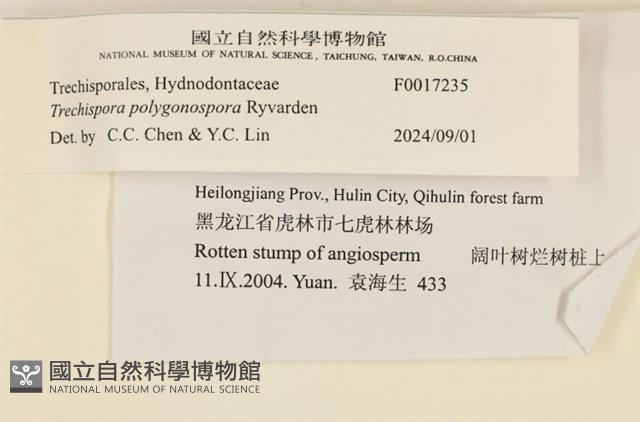 國立自然科學博物館
NATIONAL MUSEUM OF NATURAL SCIENCE, TAICHUNG, TAIWAN, R.O.CHINA
Trechisporales, Hydnodontaceae F0017235
Trechispora polygonospora Ryvarden
Det. by C.C. Chen & Y.C. Lin 2024/09/01
Heilongjiang Prov., Hulin City, Qihulin forest farm
黑龙江省虎林市七虎林林场
Rotten stump of angiosperm 阔叶树烂树桩上
11.Ⅸ.2004. Yuan. 袁海生 433
國立自然科學博物館
NATIONAL MUSEUM OF NATURAL SCIENCE